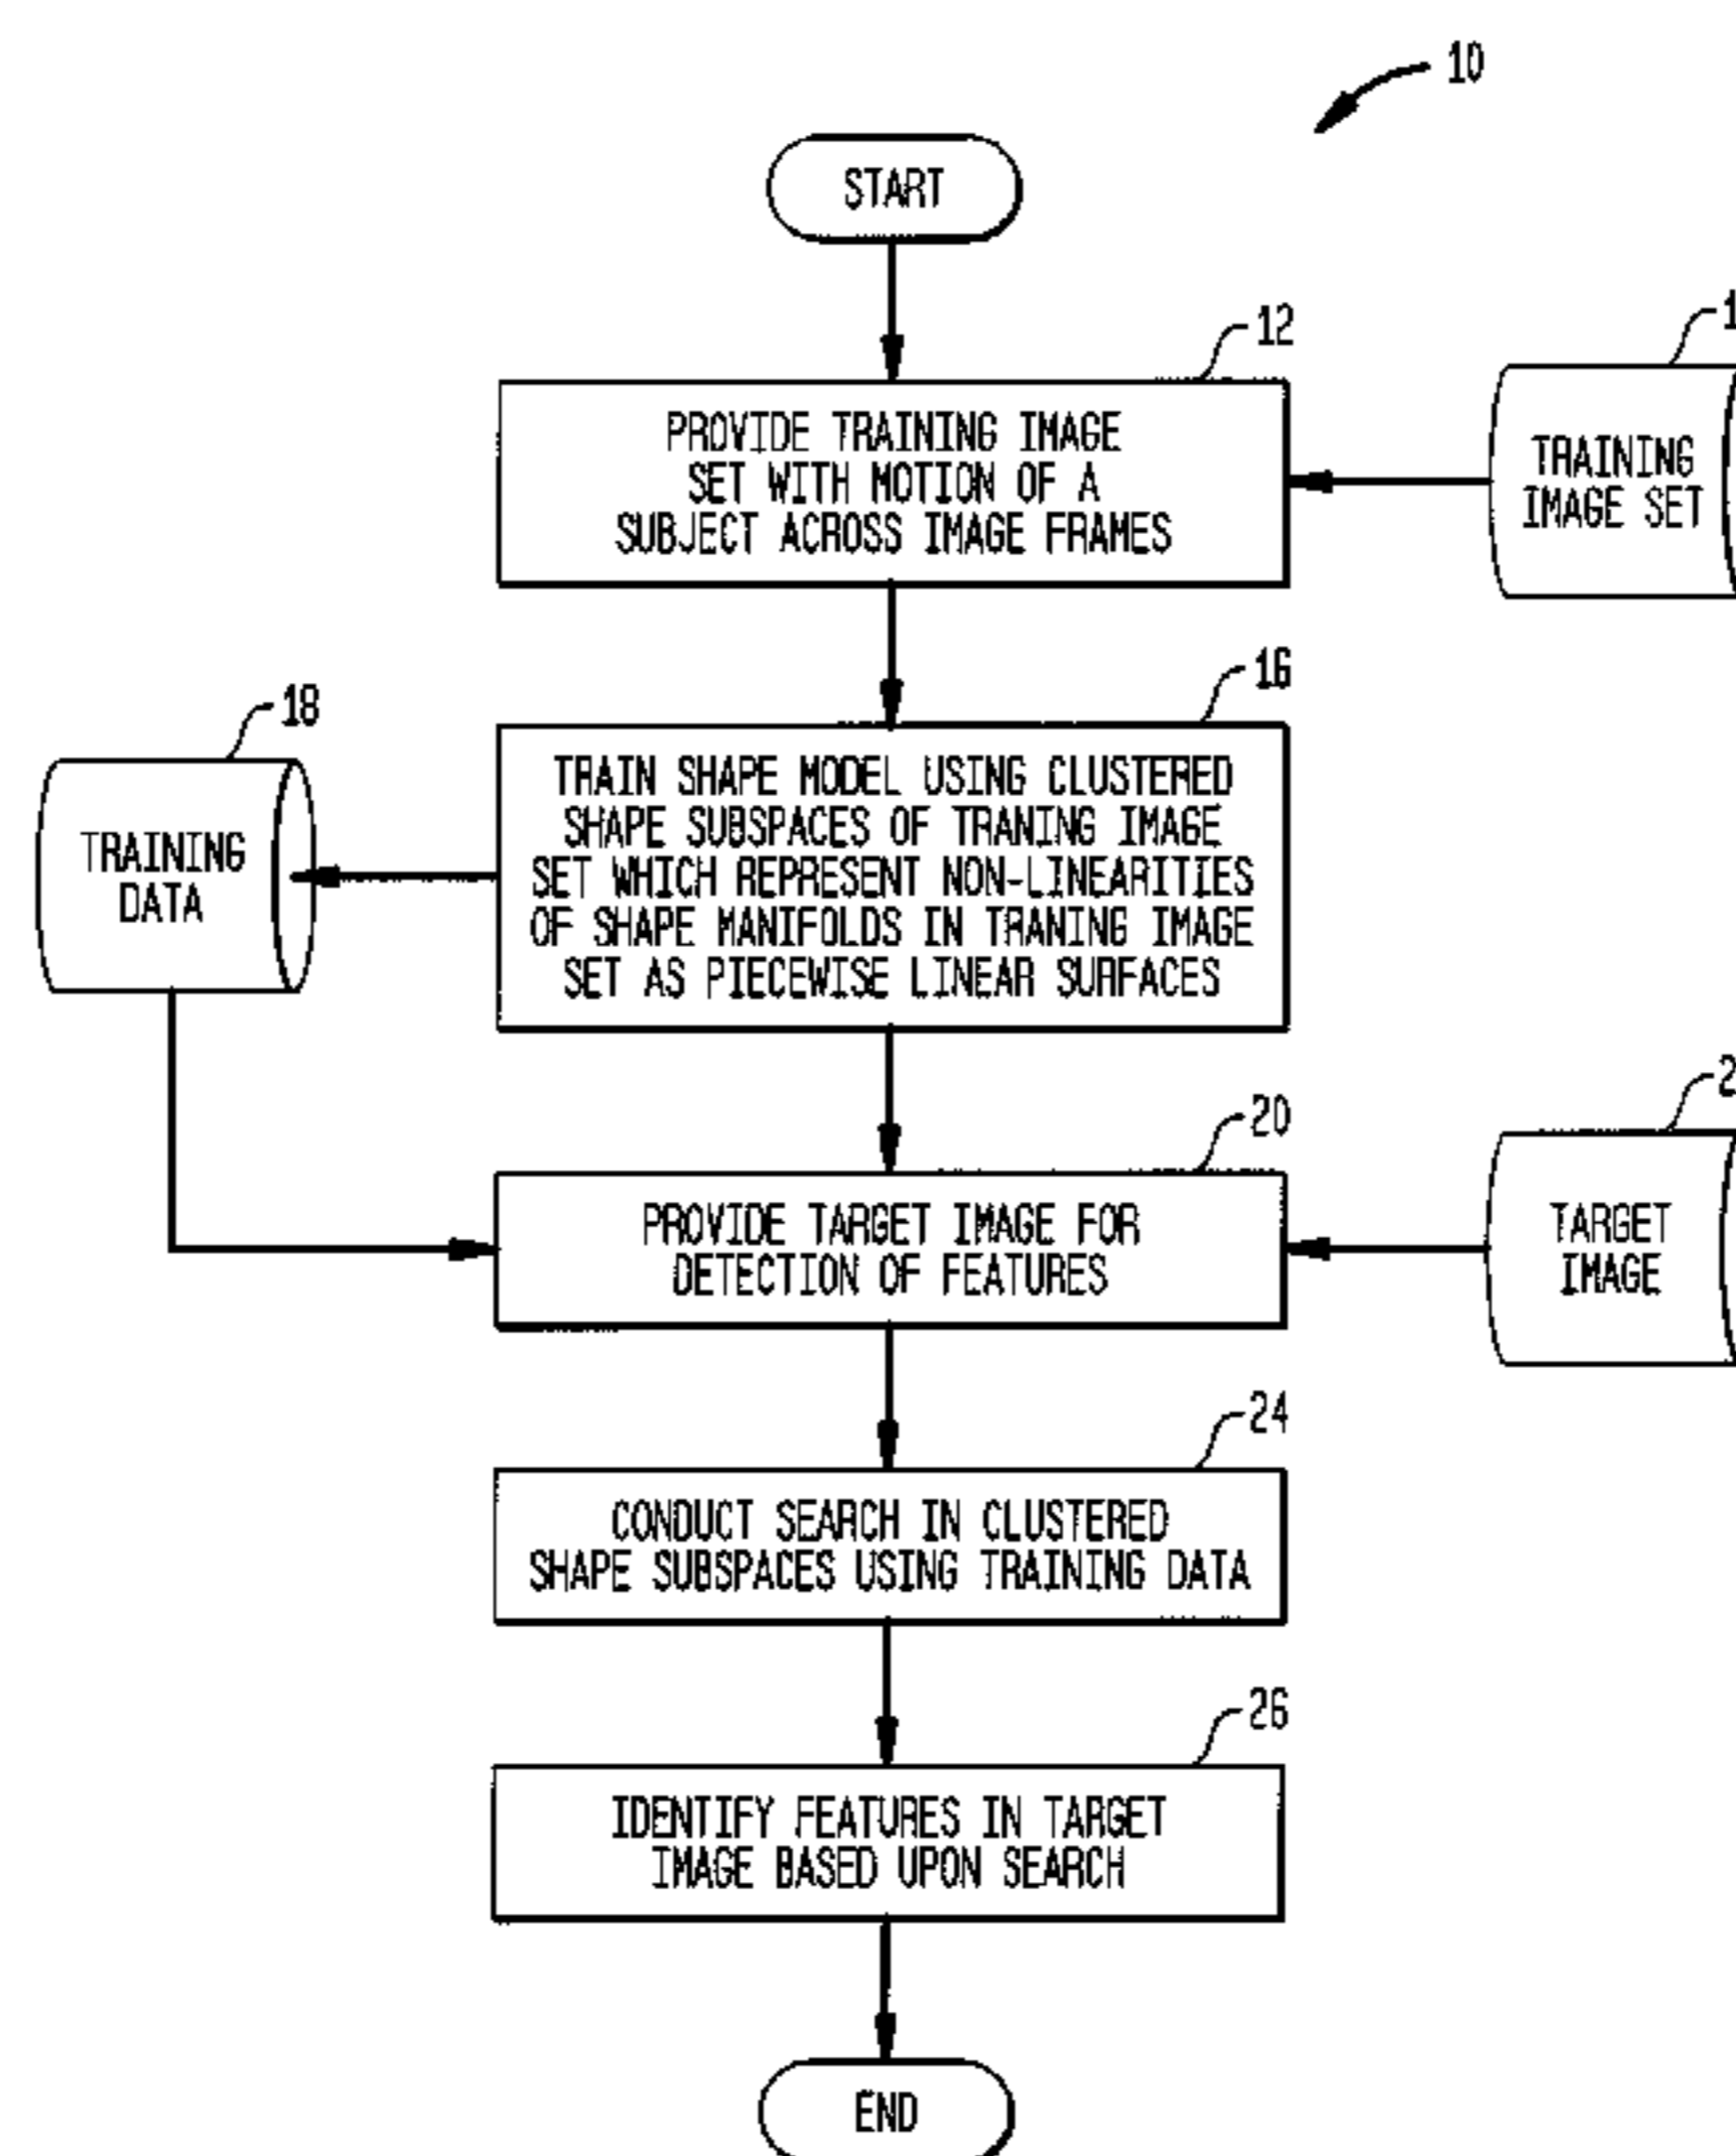 10
START
12
PROVIDE TRAINING IMAGE
SET WITH MOTION OF A
SUBJECT ACROSS IMAGE FRAMES
TRAINING
IMAGE SET
16
TRAIN SHAPE MODEL USING CLUSTERED
SHAPE SUBSPACES OF TRANING IMAGE
SET WHICH REPRESENT NON-LINEARITIES
OF SHAPE MANIFOLDS IN TRANING IMAGE
SET AS PIECEWISE LINEAR SURFACES
18
TRAINING
DATA
20
PROVIDE TARGET IMAGE FOR
DETECTION OF FEATURES
TARGET
IMAGE
24
CONDUCT SEARCH IN CLUSTERED
SHAPE SUBSPACES USING TRAINING DATA
26
IDENTIFY FEATURES IN TARGET
IMAGE BASED UPON SEARCH
END